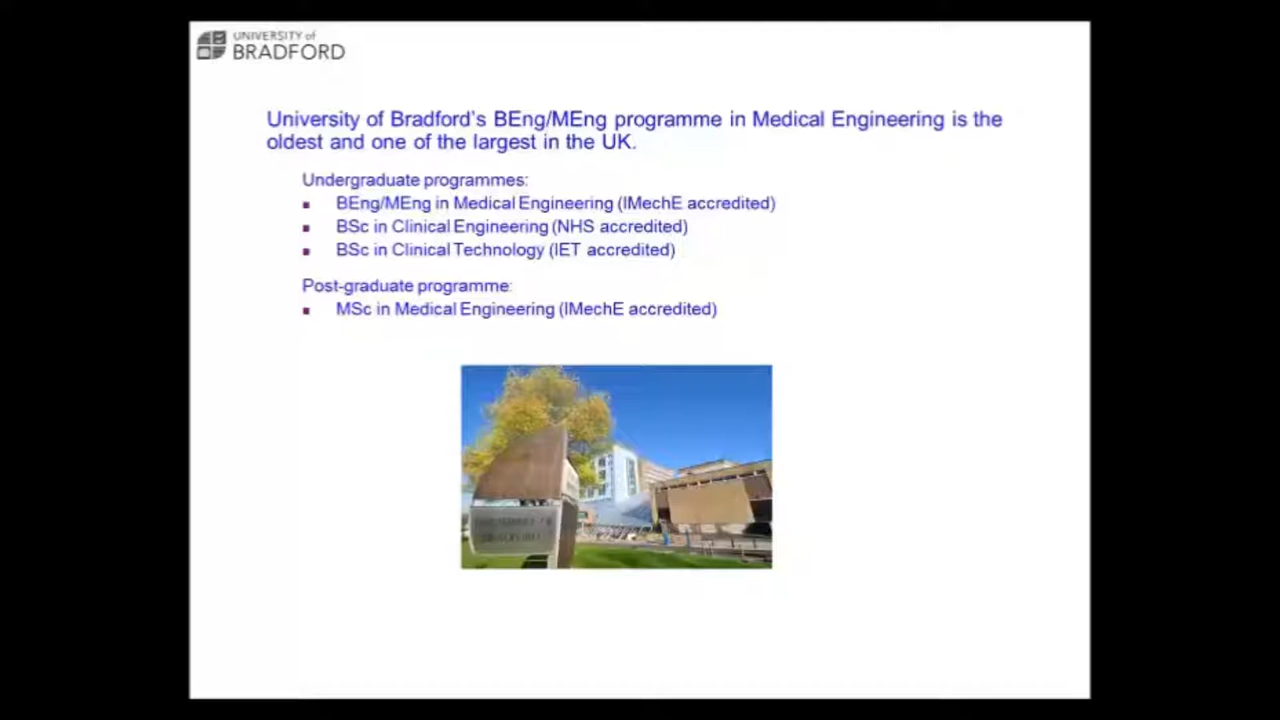 UNIVERSITY of
BRADFORD
University of Bradford's BEng/MEng programme in Medical Engineering is the
oldest and one of the largest in the UK.
Undergraduate programmes:
▪ BEng/MEng in Medical Engineering (IMechE accredited)
▪ BSc in Clinical Engineering (NHS accredited)
▪ BSc in Clinical Technology (IET accredited)
Post-graduate programme:
▪ MSc in Medical Engineering (IMechE accredited)